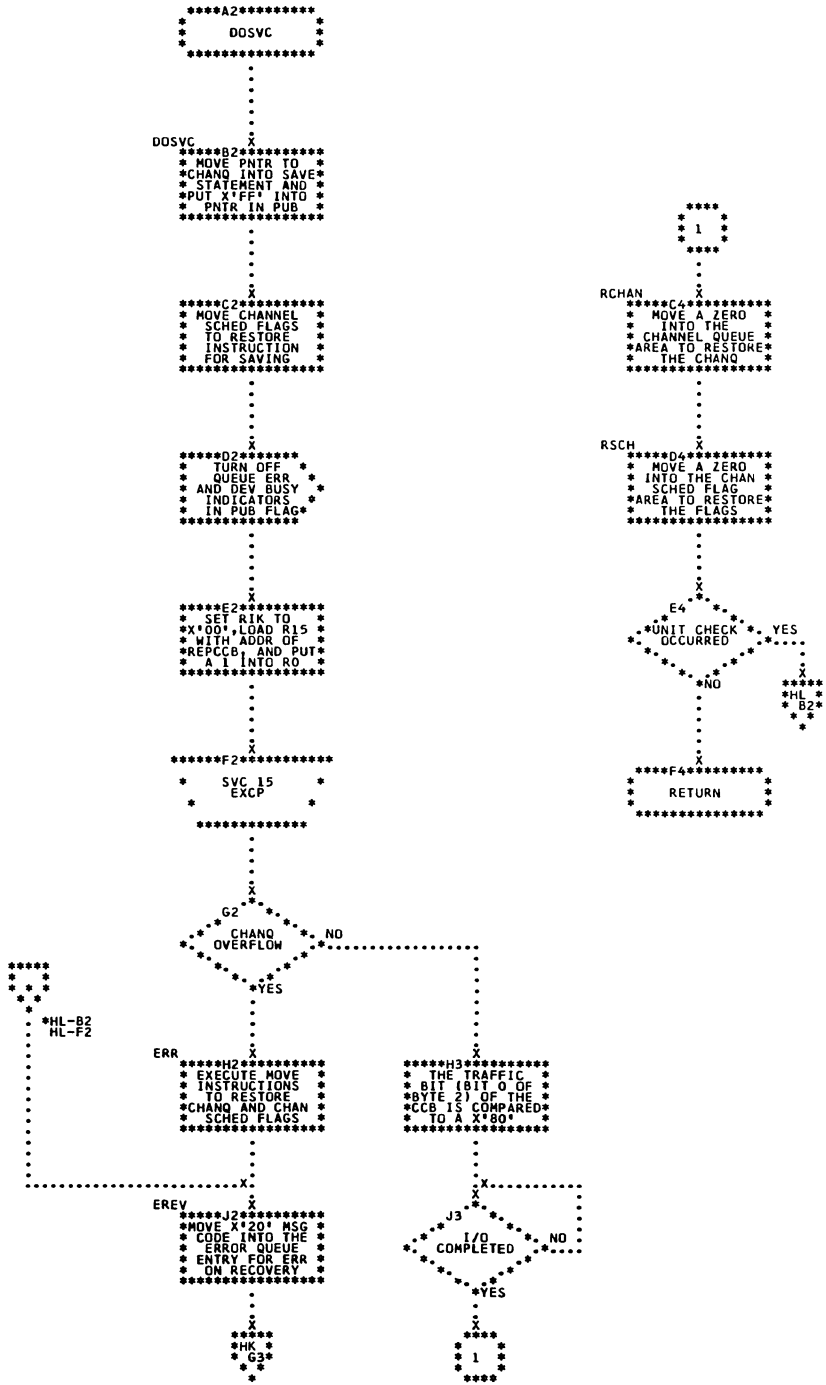 A2
DOSVC
DOSVC
B2
MOVE PNTR TO
CHANQ INTO SAVE
STATEMENT AND
PUT X'FF' INTO
PNTR IN PUB
C2
MOVE CHANNEL
SCHED FLAGS
TO RESTORE
INSTRUCTION
FOR SAVING
D2
TURN OFF
QUEUE ERR
AND DEV BUSY
INDICATORS
IN PUB FLAG
E2
SET RIK TO
X'00',LOAD R15
WITH ADDR OF
REPCCB, AND PUT
A 1 INTO R0
F2
SVC 15
EXCP
G2
CHANQ
OVERFLOW
NO
YES
*HL-B2
HL-F2
ERR
H2
EXECUTE MOVE
INSTRUCTIONS
TO RESTORE
CHANQ AND CHAN
SCHED FLAGS
EREV
J2
MOVE X'20' MSG
CODE INTO THE
ERROR QUEUE
ENTRY FOR ERR
ON RECOVERY
HK
G3
H3
THE TRAFFIC
BIT (BIT 0 OF
BYTE 2) OF THE
CCB IS COMPARED
TO A X'80'
J3
I/O
COMPLETED
NO
YES
1
1
RCHAN
C4
MOVE A ZERO
INTO THE
CHANNEL QUEUE
AREA TO RESTORE
THE CHANQ
RSCH
D4
MOVE A ZERO
INTO THE CHAN
SCHED FLAG
AREA TO RESTORE
THE FLAGS
E4
UNIT CHECK
OCCURRED
YES
NO
HL
B2
F4
RETURN